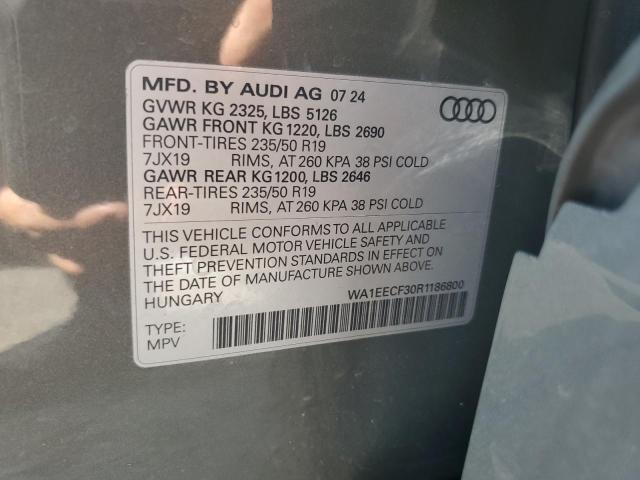 MFD. BY AUDI AG 07 24
GVWR KG 2325, LBS 5126
GAWR FRONT KG 1220, LBS 2690
FRONT-TIRES 235/50 R19
7JX19 RIMS, AT 260 KPA 38 PSI COLD
GAWR REAR KG 1200, LBS 2646
REAR-TIRES 235/50 R19
7JX19 RIMS, AT 260 KPA 38 PSI COLD
THIS VEHICLE CONFORMS TO ALL APPLICABLE
U.S. FEDERAL MOTOR VEHICLE SAFETY AND
THEFT PREVENTION STANDARDS IN EFFECT ON
THE DATE OF MANUFACTURE SHOWN ABOVE.
HUNGARY
WA1EECF30R1186800
TYPE:
MPV